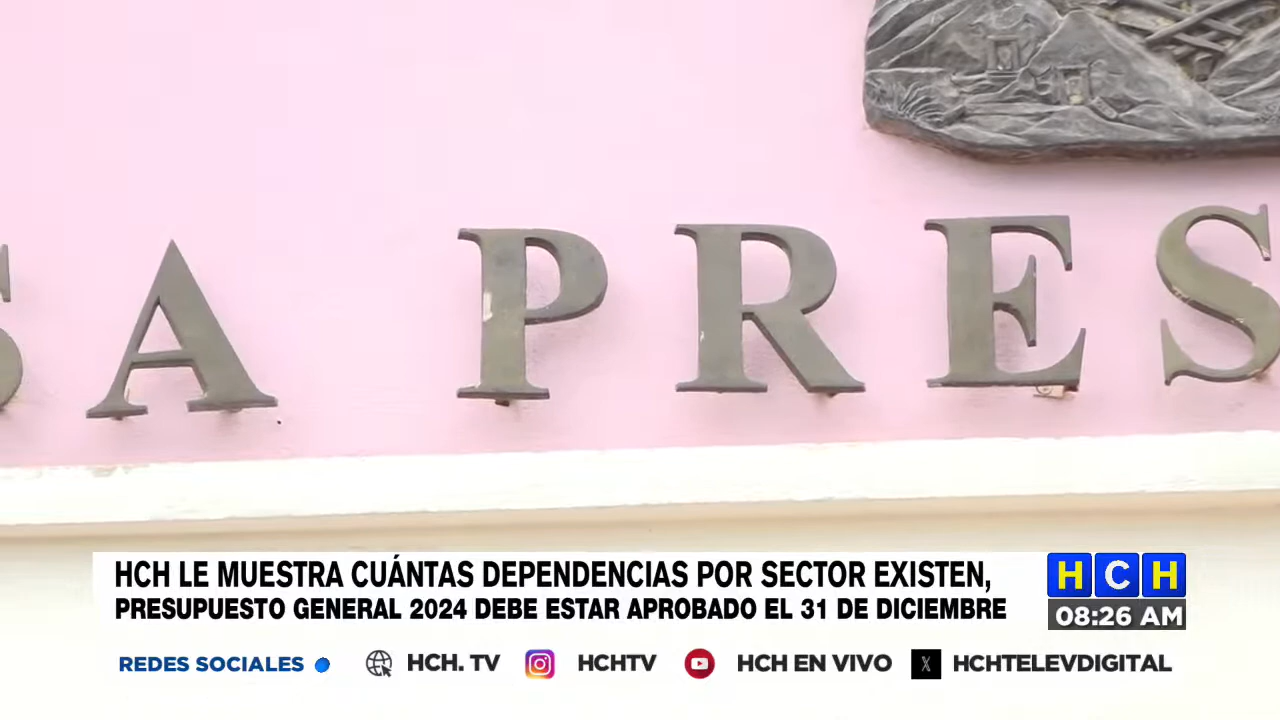 SA PRES
HCH LE MUESTRA CUÁNTAS DEPENDENCIAS POR SECTOR EXISTEN,
PRESUPUESTO GENERAL 2024 DEBE ESTAR APROBADO EL 31 DE DICIEMBRE
HCH
08:26 AM
REDES SOCIALES HCH. TV HCHTV HCH EN VIVO X HCHTELEVDIGITAL